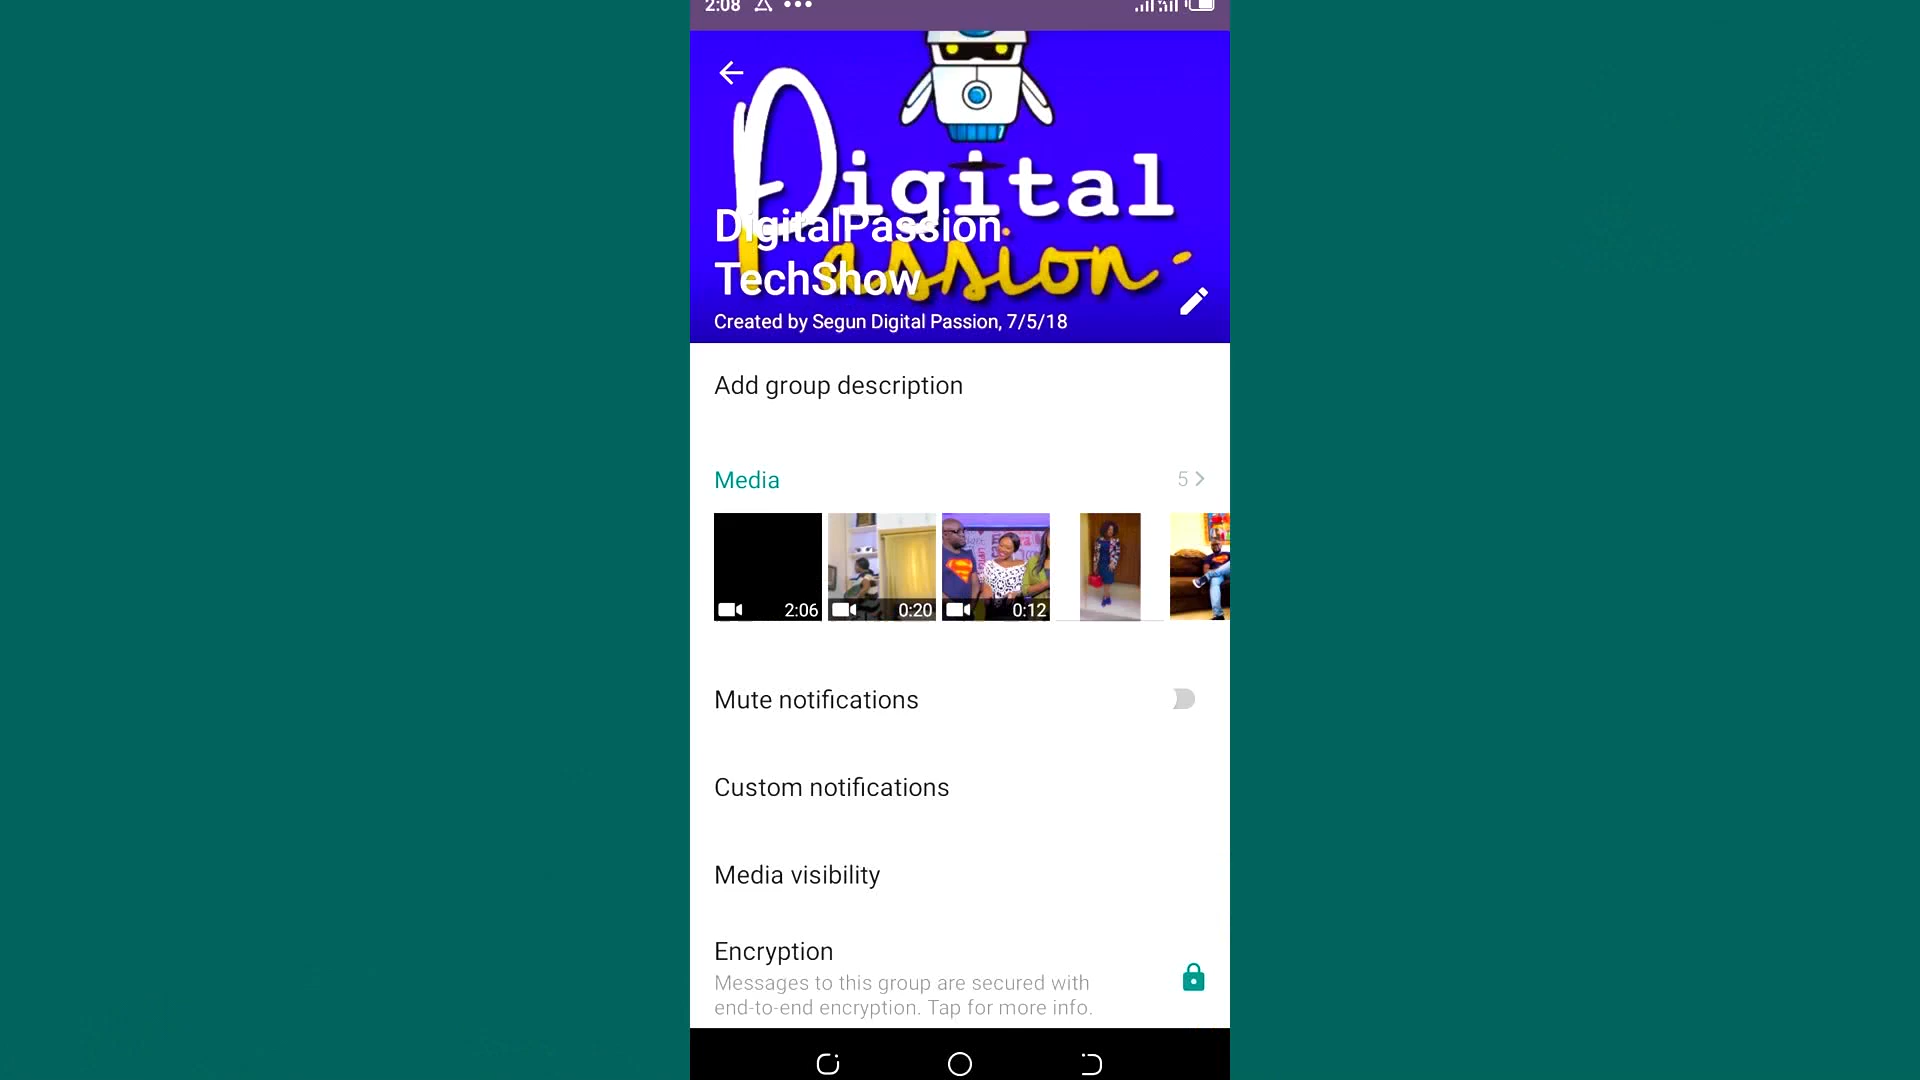 2:08
Digital
Passion
DigitalPassion
TechShow
Created by Segun Digital Passion, 7/5/18
Add group description
Media
5
2:06
0:20
0:12
Mute notifications
Custom notifications
Media visibility
Encryption
Messages to this group are secured with
end-to-end encryption. Tap for more info.